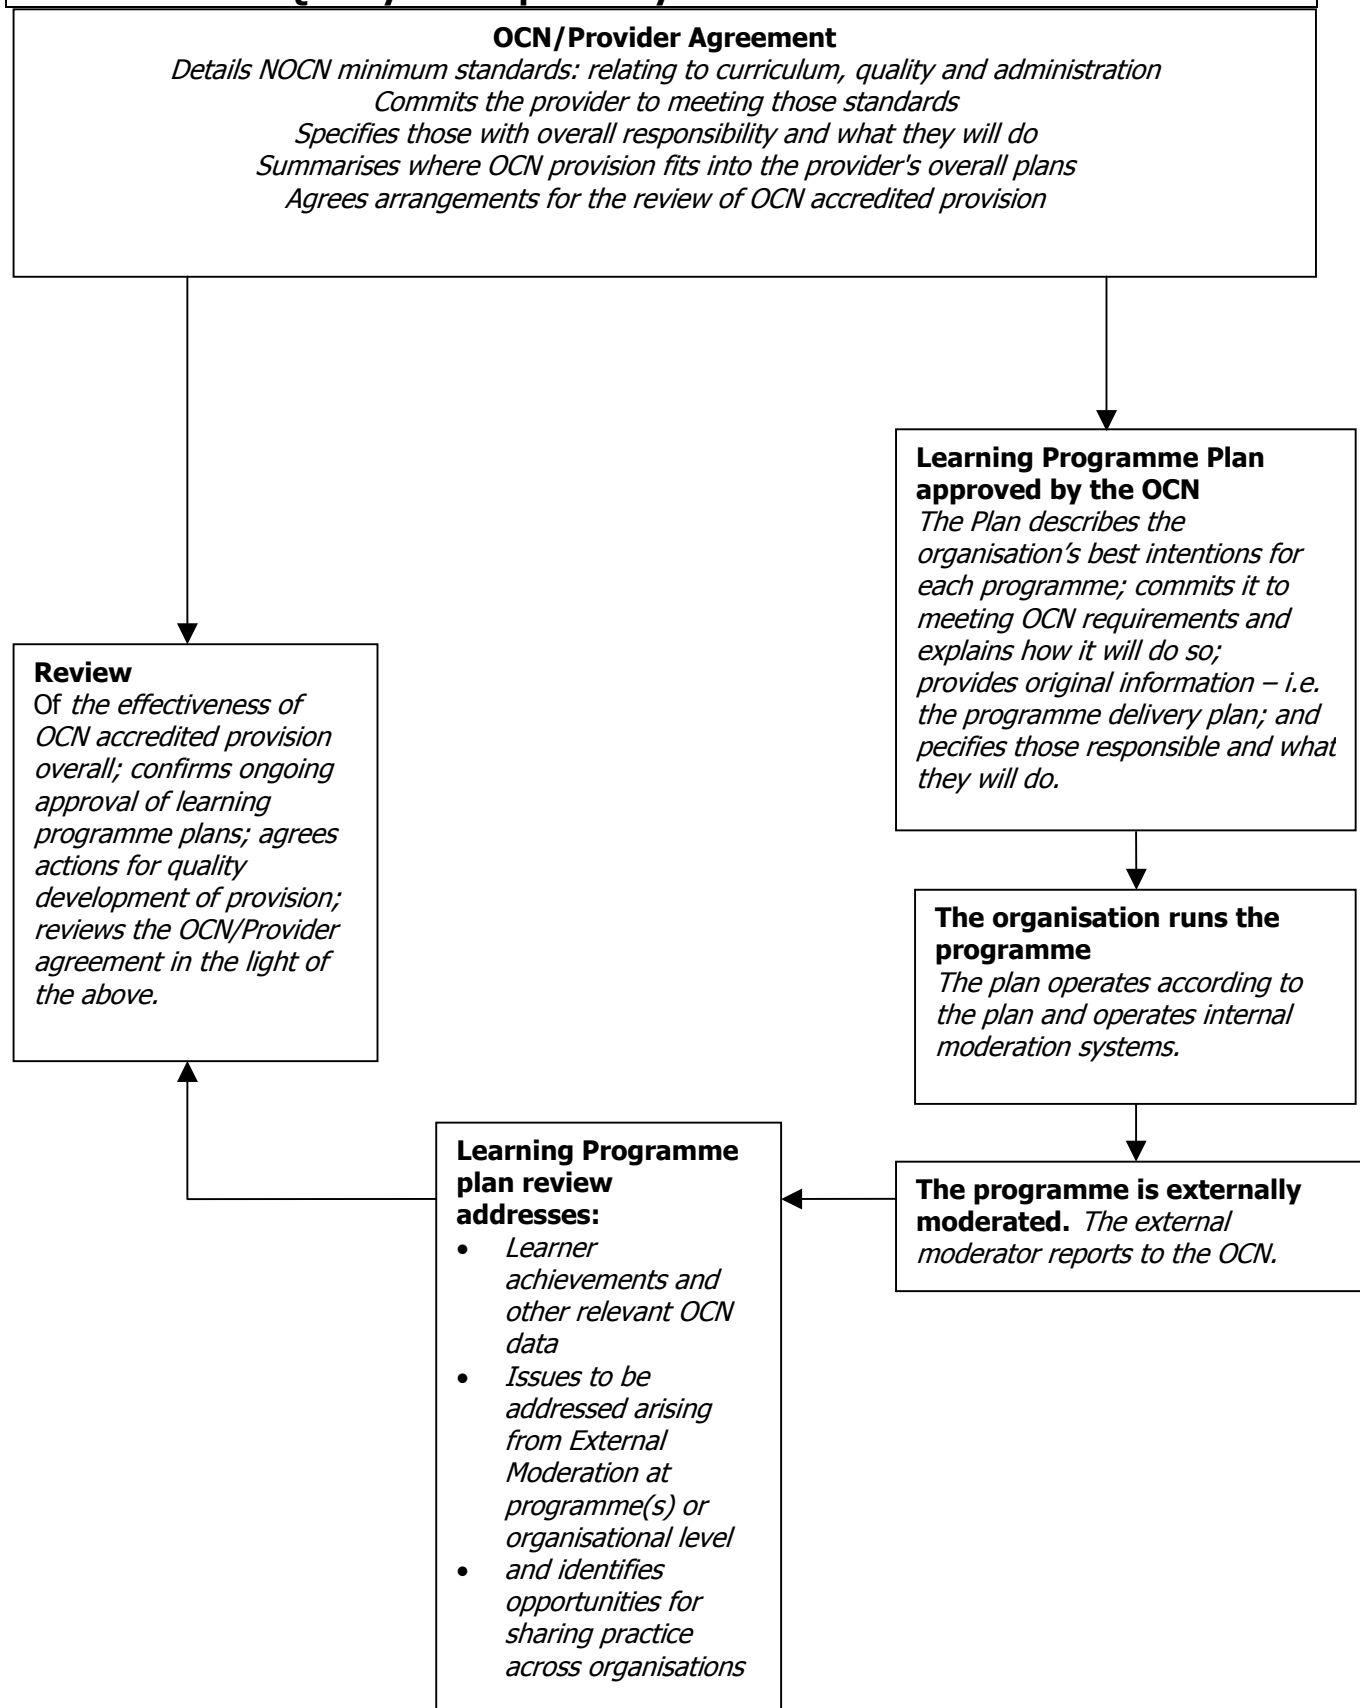 OCN/Provider Agreement
Details NOCN minimum standards: relating to curriculum, quality and administration
Commits the provider to meeting those standards
Specifies those with overall responsibility and what they will do
Summarises where OCN provision fits into the provider's overall plans
Agrees arrangements for the review of OCN accredited provision
Learning Programme Plan
approved by the OCN
The Plan describes the
organisation’s best intentions for
each programme; commits it to
meeting OCN requirements and
explains how it will do so;
provides original information – i.e.
the programme delivery plan; and
pecifies those responsible and what
they will do.
Review
Of the effectiveness of
OCN accredited provision
overall; confirms ongoing
approval of learning
programme plans; agrees
actions for quality
development of provision;
reviews the OCN/Provider
agreement in the light of
the above.
The organisation runs the
programme
The plan operates according to
the plan and operates internal
moderation systems.
The programme is externally
moderated. The external
moderator reports to the OCN.
Learning Programme
plan review
addresses:
• Learner
achievements and
other relevant OCN
data
• Issues to be
addressed arising
from External
Moderation at
programme(s) or
organisational level
• and identifies
opportunities for
sharing practice
across organisations